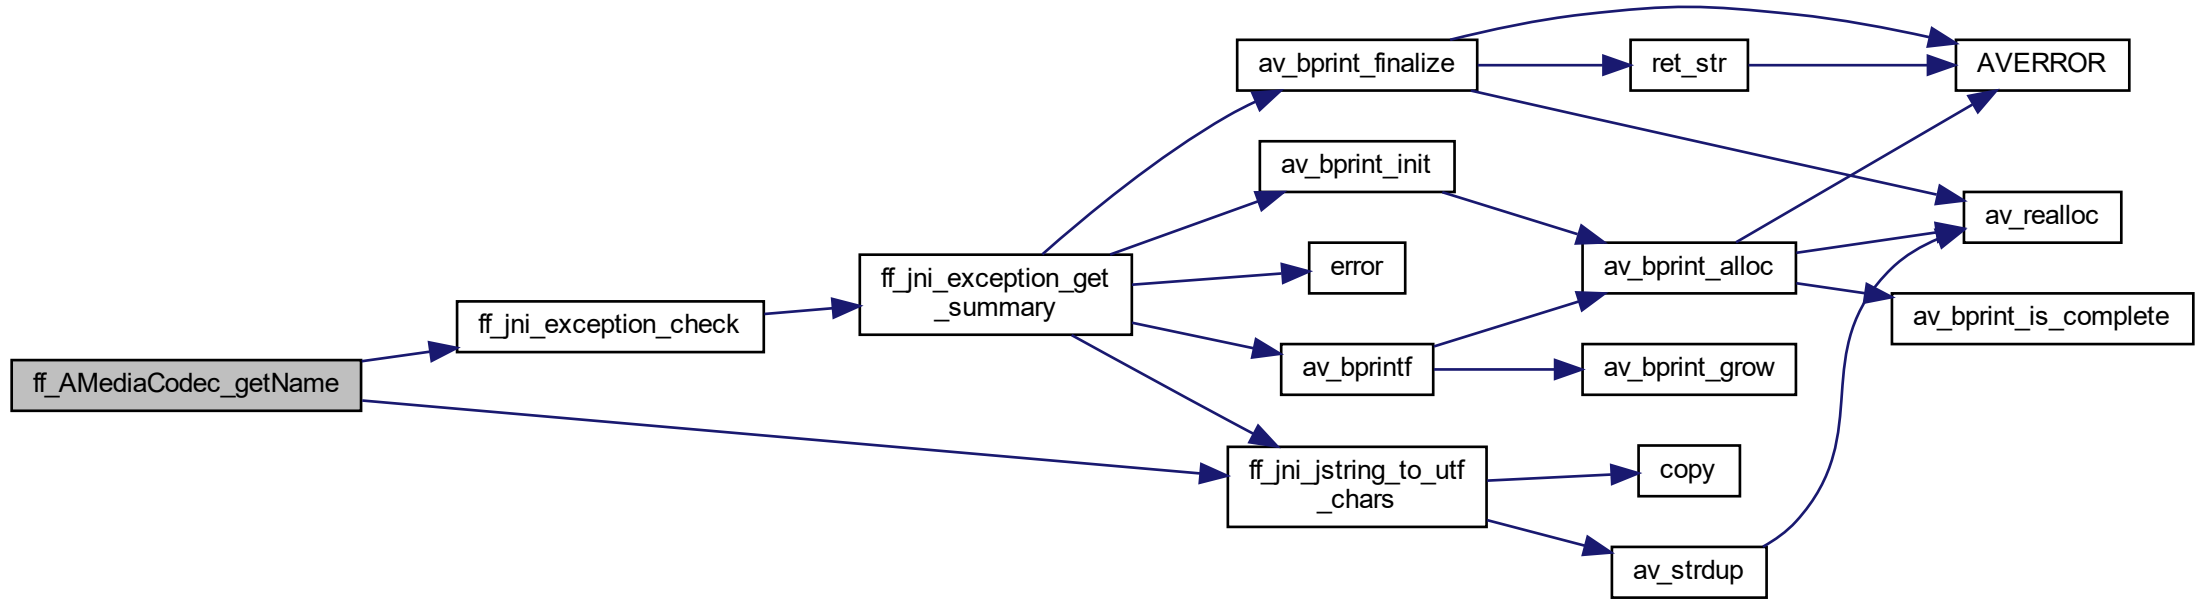 ff_AMediaCodec_getName
ff_jni_exception_check
ff_jni_exception_get
_summary
av_bprint_finalize
av_bprint_init
error
av_bprintf
ff_jni_jstring_to_utf
_chars
ret_str
av_bprint_alloc
av_bprint_grow
copy
av_strdup
AVERROR
av_realloc
av_bprint_is_complete